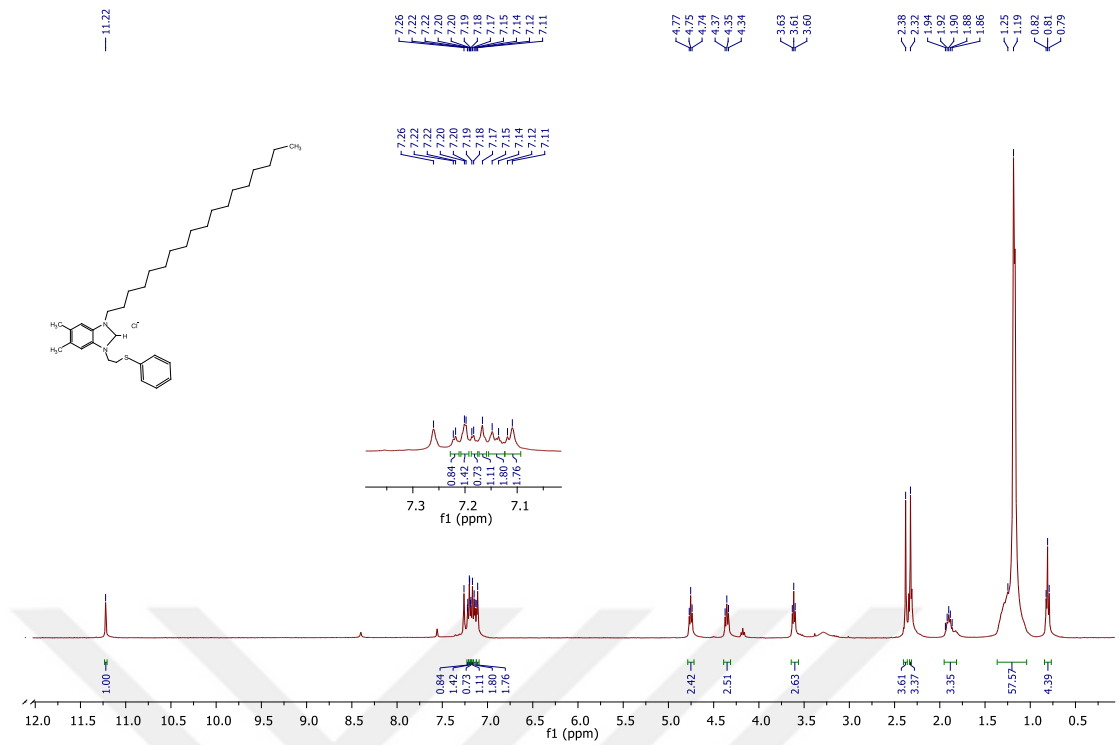 11.22
7.26 7.22 7.22 7.20 7.20 7.19 7.18 7.17 7.15 7.14 7.12 7.11
4.77 4.75 4.74 4.37 4.35 4.34
3.63 3.61 3.60
2.38 2.32 1.94 1.92 1.90 1.88 1.86
1.25 1.19 0.82 0.81 0.79
7.26 7.22 7.22 7.20 7.20 7.19 7.18 7.17 7.15 7.14 7.12 7.11
CH₃
H₃C
N
Cl⁻
H
H₃C
N
S
0.84 1.42 0.73 1.11 1.80 1.76
7.3 7.2 7.1
f1 (ppm)
1.00 0.84 1.42 0.73 1.11 1.80 1.76 2.42 2.51 2.63 3.61 3.37 3.35 57.57 4.39
12.0 11.5 11.0 10.5 10.0 9.5 9.0 8.5 8.0 7.5 7.0 6.5 6.0 5.5 5.0 4.5 4.0 3.5 3.0 2.5 2.0 1.5 1.0 0.5
f1 (ppm)